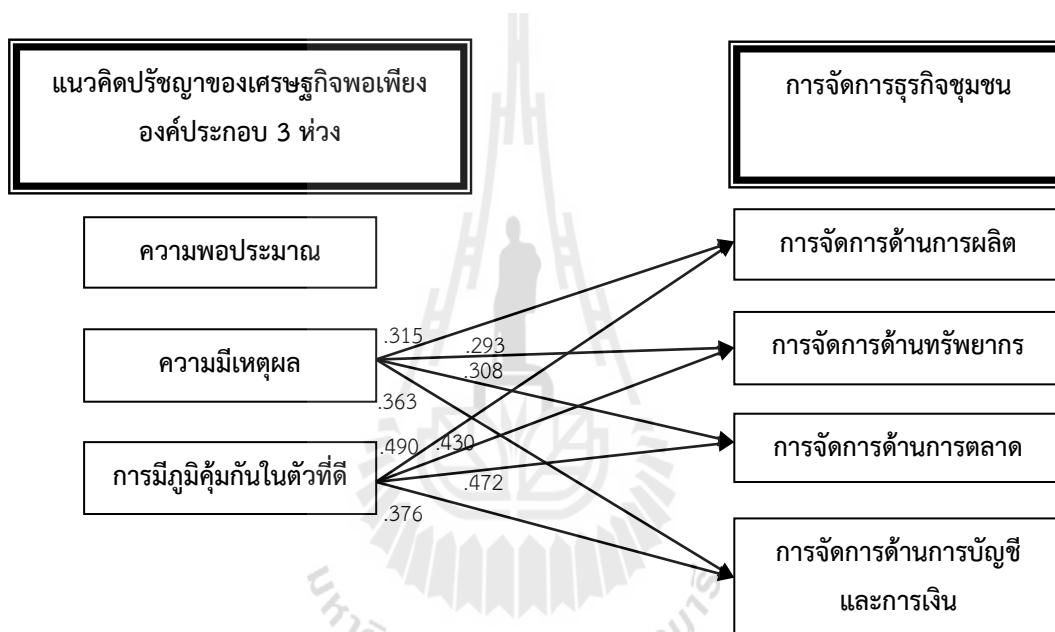 แนวคิดปรัชญาของเศรษฐกิจพอเพียง
องค์ประกอบ 3 ห่วง
การจัดการธุรกิจชุมชน
ความพอประมาณ
การจัดการด้านการผลิต
.315
.293
ความมีเหตุผล
.308
การจัดการด้านทรัพยากร
.363
.490
.430
การจัดการด้านการตลาด
การมีภูมิคุ้มกันในตัวที่ดี
.472
.376
การจัดการด้านการบัญชี
และการเงิน